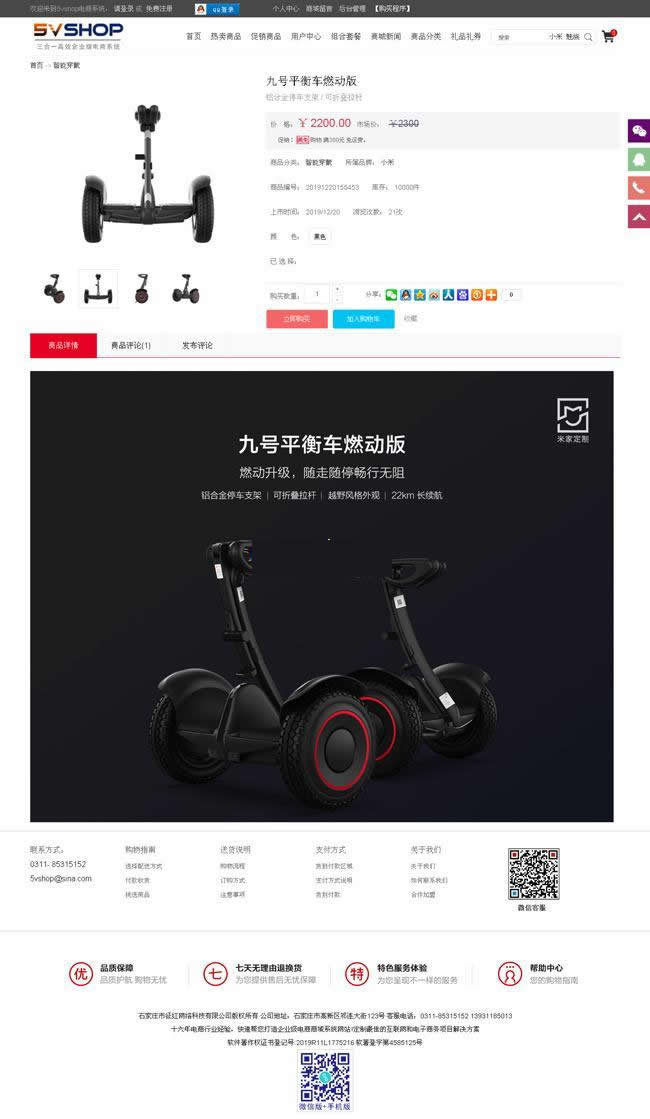 欢迎来到5vshop电商系统， 请登录 或 免费注册 qq登录 个人中心 商城留言 后台管理 【购买程序】
5VSHOP
三合一高效企业级电商系统
首页 热卖商品 促销商品 用户中心 组合套餐 商城新闻 商品分类 礼品礼券 搜索 小米 魅族
首页 -> 智能穿戴
九号平衡车燃动版
铝合金停车支架 / 可折叠拉杆
价 格： ￥2200.00 市场价： ￥2300
促销： 满免 购物 满300元 免运费。
商品分类： 智能穿戴 所属品牌： 小米
商品编号： 20191220155453 库存： 10000件
上市时间： 2019/12/20 浏览次数： 21次
颜 色： 黑色
已 选 择：
购买数量： 1 + - 分享： 0
立即购买 加入购物车 收藏
商品详情 商品评论(1) 发布评论
米家定制
九号平衡车燃动版
燃动升级，随走随停畅行无阻
铝合金停车支架 | 可折叠拉杆 | 越野风格外观 | 22km 长续航
联系方式： 购物指南 送货说明 支付方式 关于我们
0311- 85315152 选择配送方式 购物流程 货到付款区域 关于我们
5vshop@sina.com 付款收货 订购方式 支付方式说明 如何联系我们
挑选商品 注意事项 货到付款 合作加盟
微信客服
优 品质保障 七 七天无理由退换货 特 特色服务体验 帮助中心
品质护航 购物无忧 为您提供售后无忧保障 为您呈现不一样的服务 您的购物指南
石家庄市征红网络科技有限公司版权所有 公司地址：石家庄市高新区祁连大街123号 客服电话：0311-85315152 13931185013
十六年电商行业经验，快速帮您打造企业级电商商城系统网站!定制最佳的互联网和电子商务项目解决方案
软件著作权证书登记号:2019R11L1775216 软著登字第4585125号
微信版+手机版